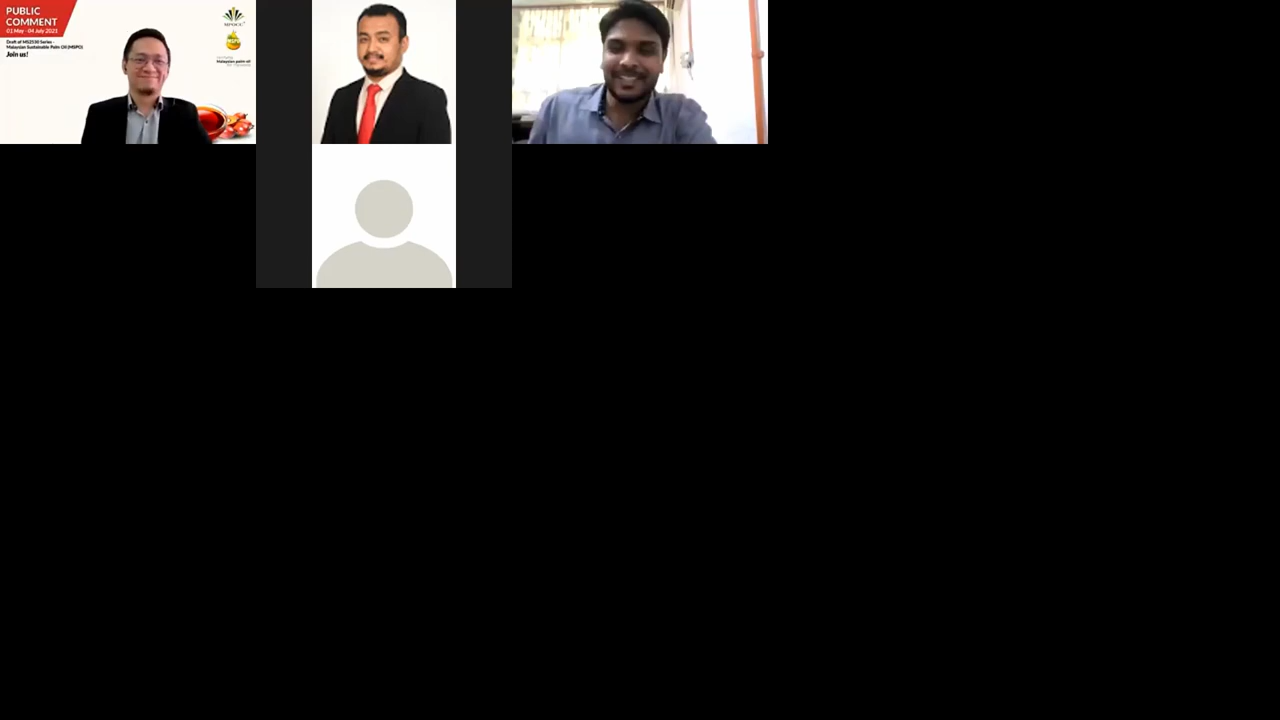 PUBLIC
COMMENT
01 May - 04 July 2021
Draft of MS2530 Series -
Malaysian Sustainable Palm Oil (MSPO)
Join us!
MPOCC
Malaysian palm oil